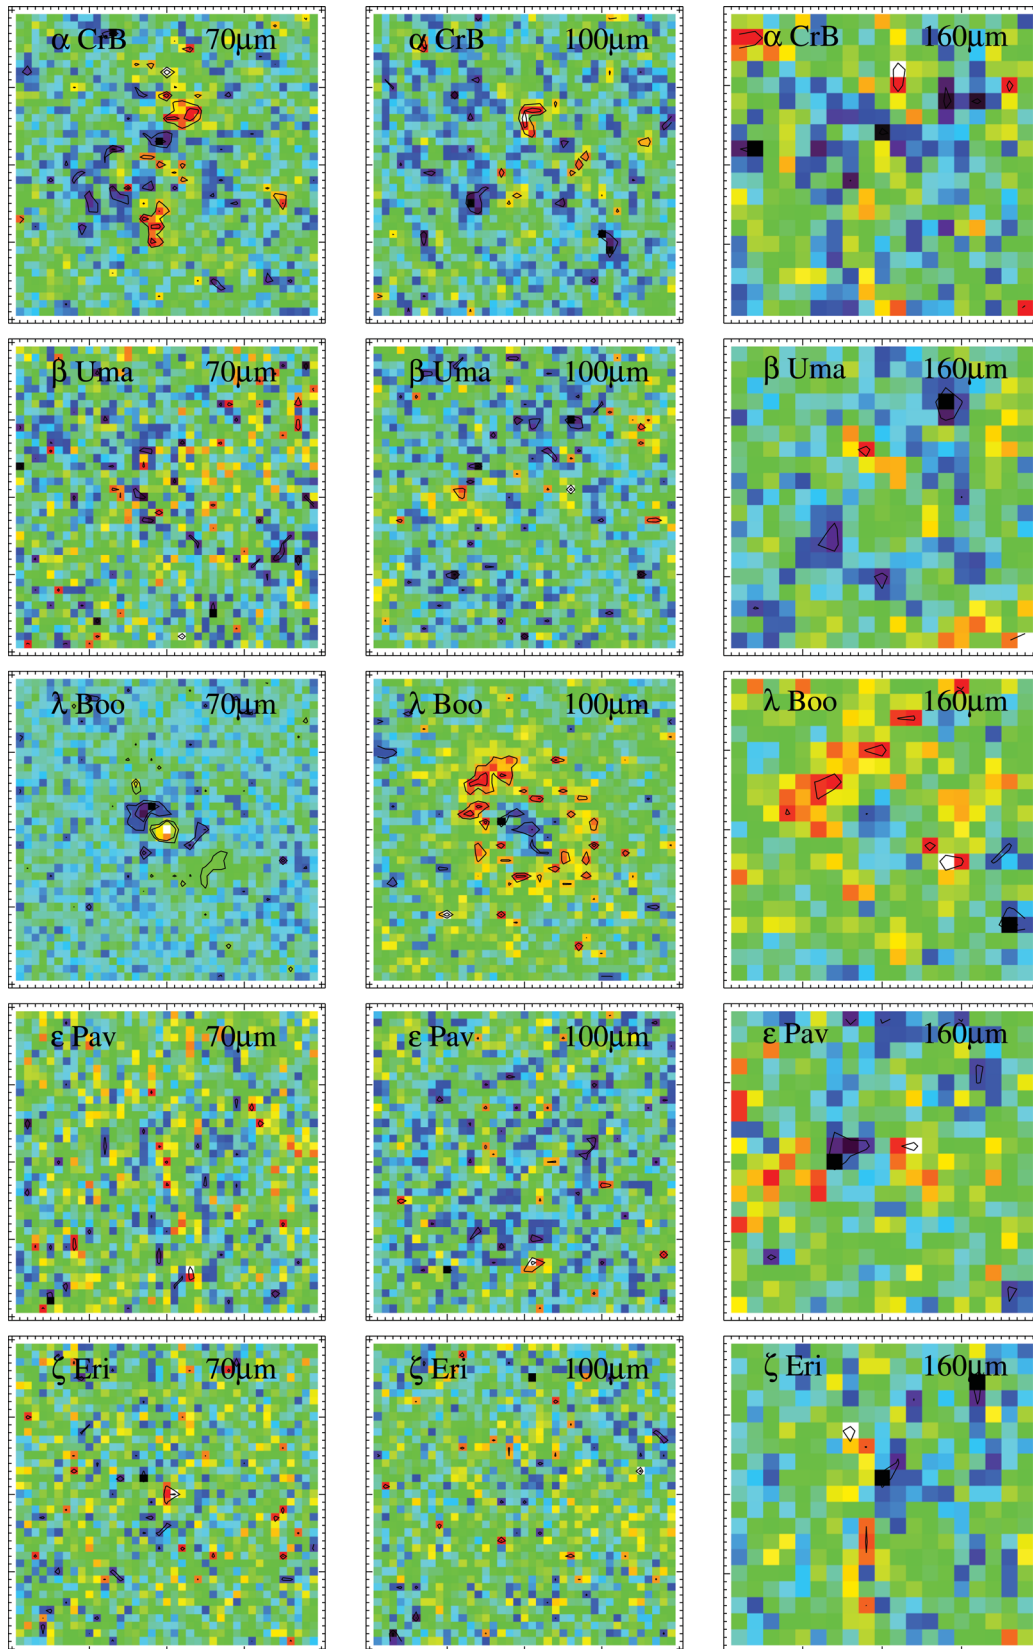 α CrB 70μm
α CrB 100μm
α CrB 160μm
β Uma 70μm
β Uma 100μm
β Uma 160μm
λ Boo 70μm
λ Boo 100μm
λ Boo 160μm
ε Pav 70μm
ε Pav 100μm
ε Pav 160μm
ζ Eri 70μm
ζ Eri 100μm
ζ Eri 160μm